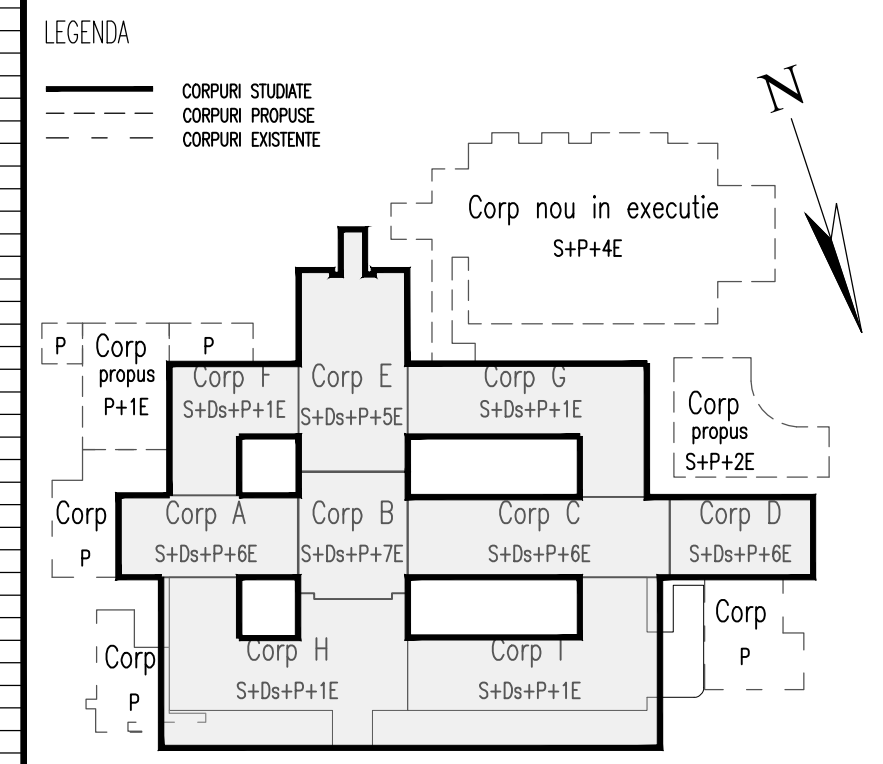 LEGENDA
CORPURI STUDIATE
CORPURI PROPUSE
CORPURI EXISTENTE
N
Corp nou in executie
S+P+4E
P
Corp
propus
P+1E
P
Corp F
S+Ds+P+1E
Corp E
S+Ds+P+5E
Corp G
S+Ds+P+1E
Corp
propus
S+P+2E
Corp
P
Corp A
S+Ds+P+6E
Corp B
S+Ds+P+7E
Corp C
S+Ds+P+6E
Corp D
S+Ds+P+6E
Corp
P
Corp H
S+Ds+P+1E
Corp I
S+Ds+P+1E
Corp
P